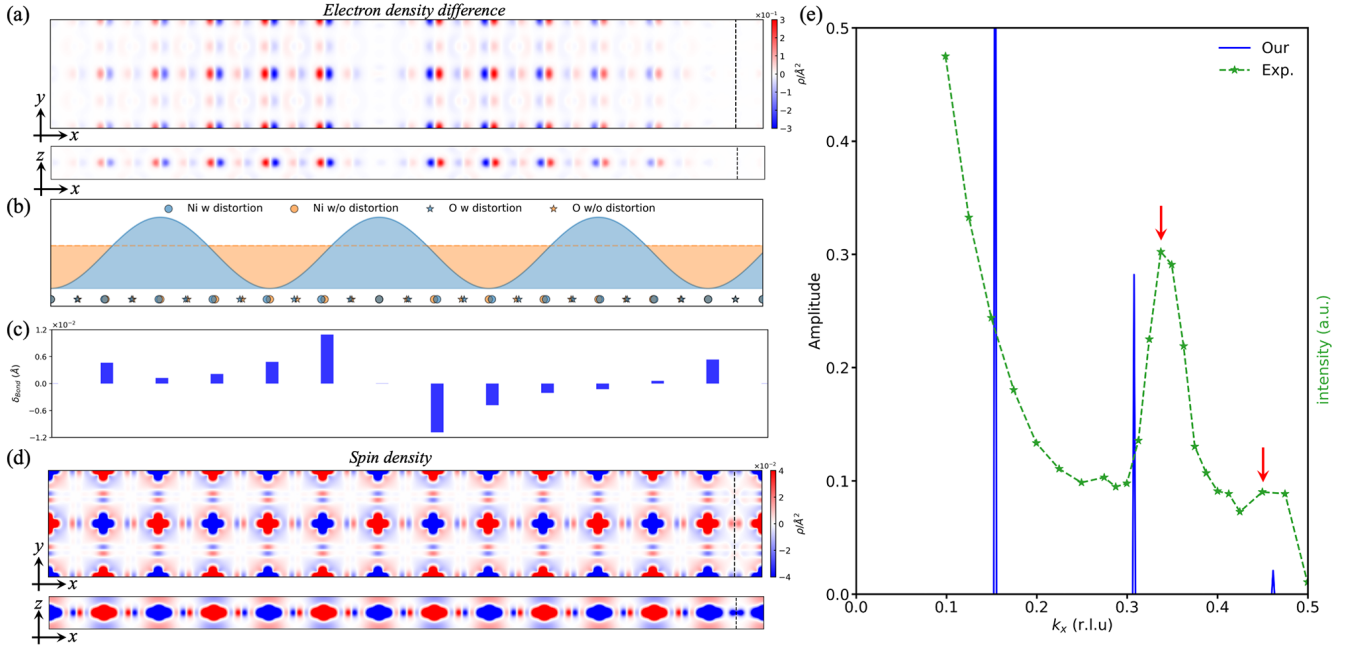 (a)
Electron density difference
×10⁻¹
3
2
1
0
−1
−2
−3
ρ/Å²
y
x
z
x
(b)
Ni w distortion
Ni w/o distortion
O w distortion
O w/o distortion
(c)
×10⁻²
1.2
0.6
0.0
−0.6
−1.2
δBond (Å)
(d)
Spin density
×10⁻²
4
2
0
−2
−4
ρ/Å²
y
x
z
x
(e)
Our
Exp.
0.5
0.4
0.3
0.2
0.1
0.0
Amplitude
intensity (a.u.)
0.0 0.1 0.2 0.3 0.4 0.5
kₓ (r.l.u)